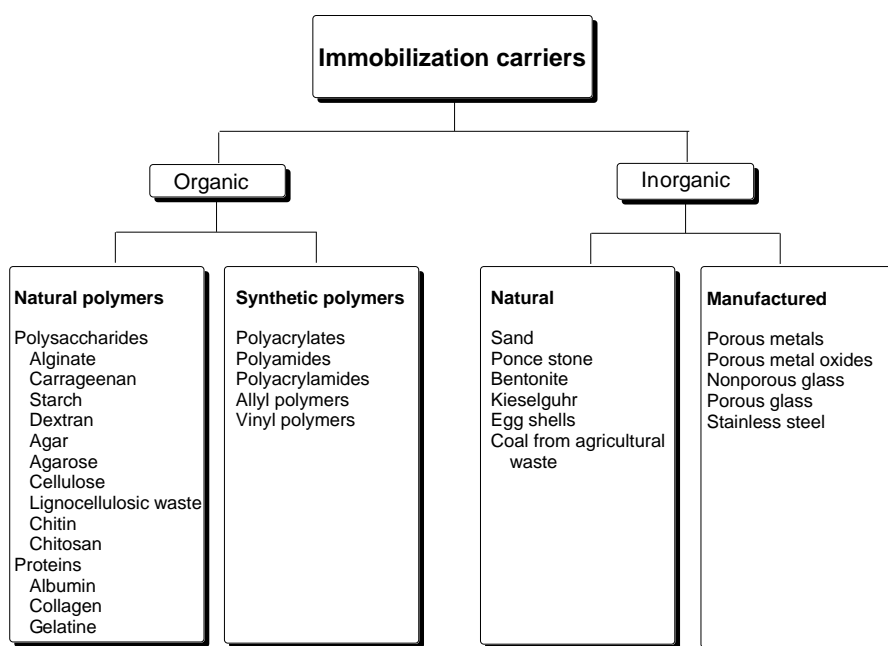 Immobilization carriers
Organic
Inorganic
Natural polymers
Polysaccharides
Alginate
Carrageenan
Starch
Dextran
Agar
Agarose
Cellulose
Lignocellulosic waste
Chitin
Chitosan
Proteins
Albumin
Collagen
Gelatine
Synthetic polymers
Polyacrylates
Polyamides
Polyacrylamides
Allyl polymers
Vinyl polymers
Natural
Sand
Ponce stone
Bentonite
Kieselguhr
Egg shells
Coal from agricultural
waste
Manufactured
Porous metals
Porous metal oxides
Nonporous glass
Porous glass
Stainless steel